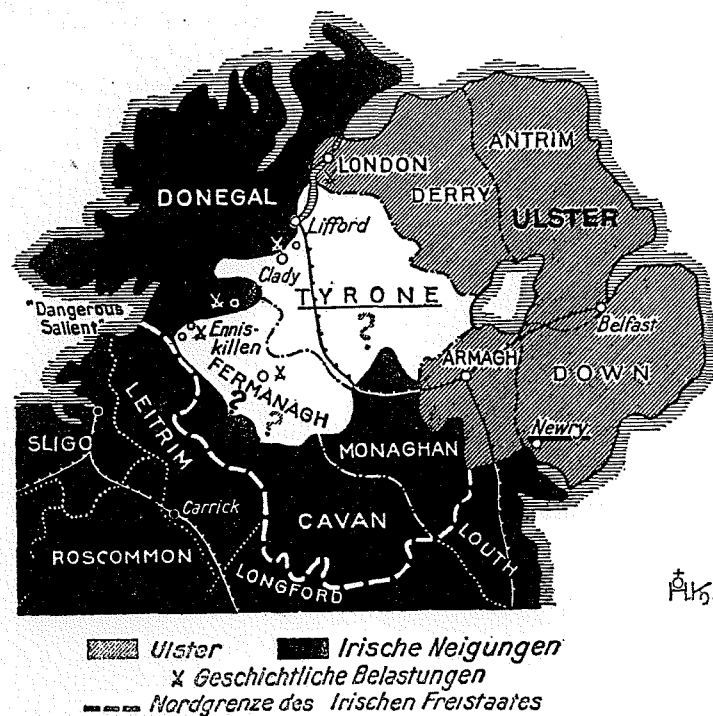 ANTRIM
LONDON
DERRY
DONEGAL
ULSTER
Lifford
Clady
TYRONE
?
"Dangerous
Salient"
Belfast
Ennis-
killen
ARMAGH
DOWN
FERMANAGH
? ?
LEITRIM
Newry
SLIGO
MONAGHAN
Carrick
CAVAN
LOUTH
ROSCOMMON
LONGFORD
Ulster
Irische Neigungen
Geschichtliche Belastungen
Nordgrenze des Irischen Freistaates